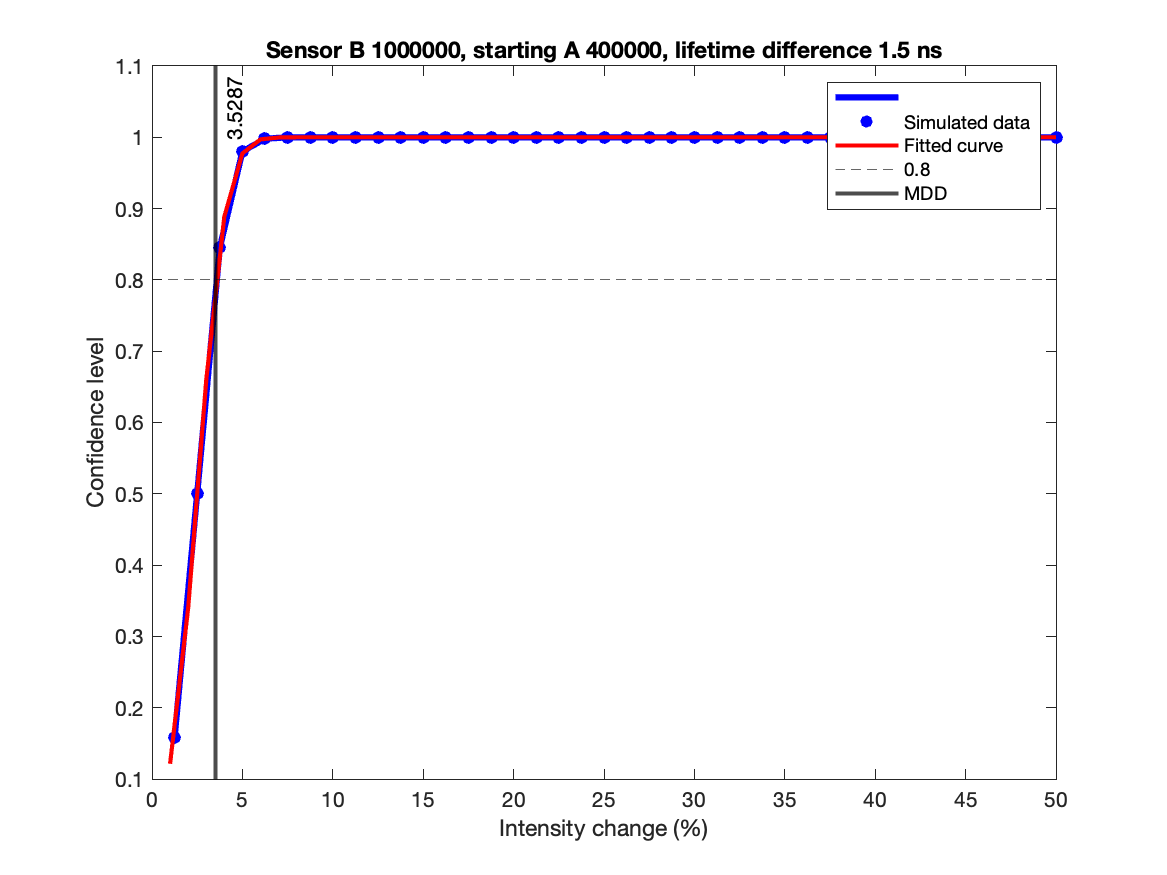 Sensor B 1000000, starting A 400000, lifetime difference 1.5 ns
3.5287
Simulated data
Fitted curve
0.8
MDD
Confidence level
1.1
1
0.9
0.8
0.7
0.6
0.5
0.4
0.3
0.2
0.1
0 5 10 15 20 25 30 35 40 45 50
Intensity change (%)